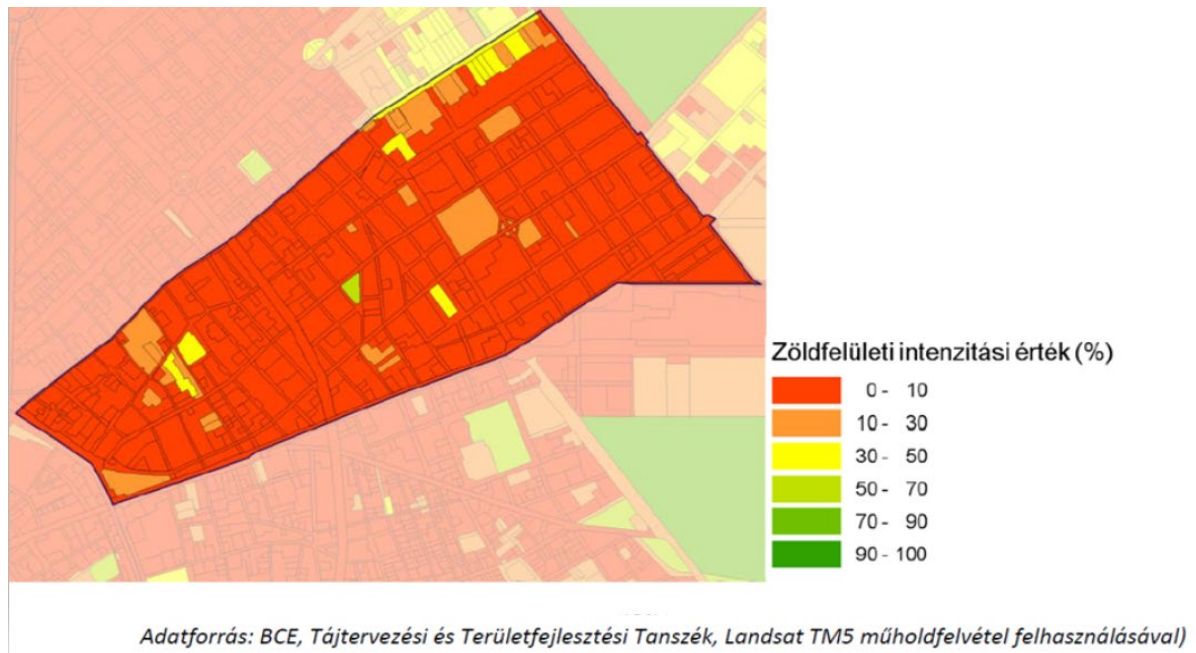 Zöldfelületi intenzitási érték (%)
0 - 10
10 - 30
30 - 50
50 - 70
70 - 90
90 - 100
Adatforrás: BCE, Tájtervezési és Területfejlesztési Tanszék, Landsat TM5 műholdfelvétel felhasználásával)